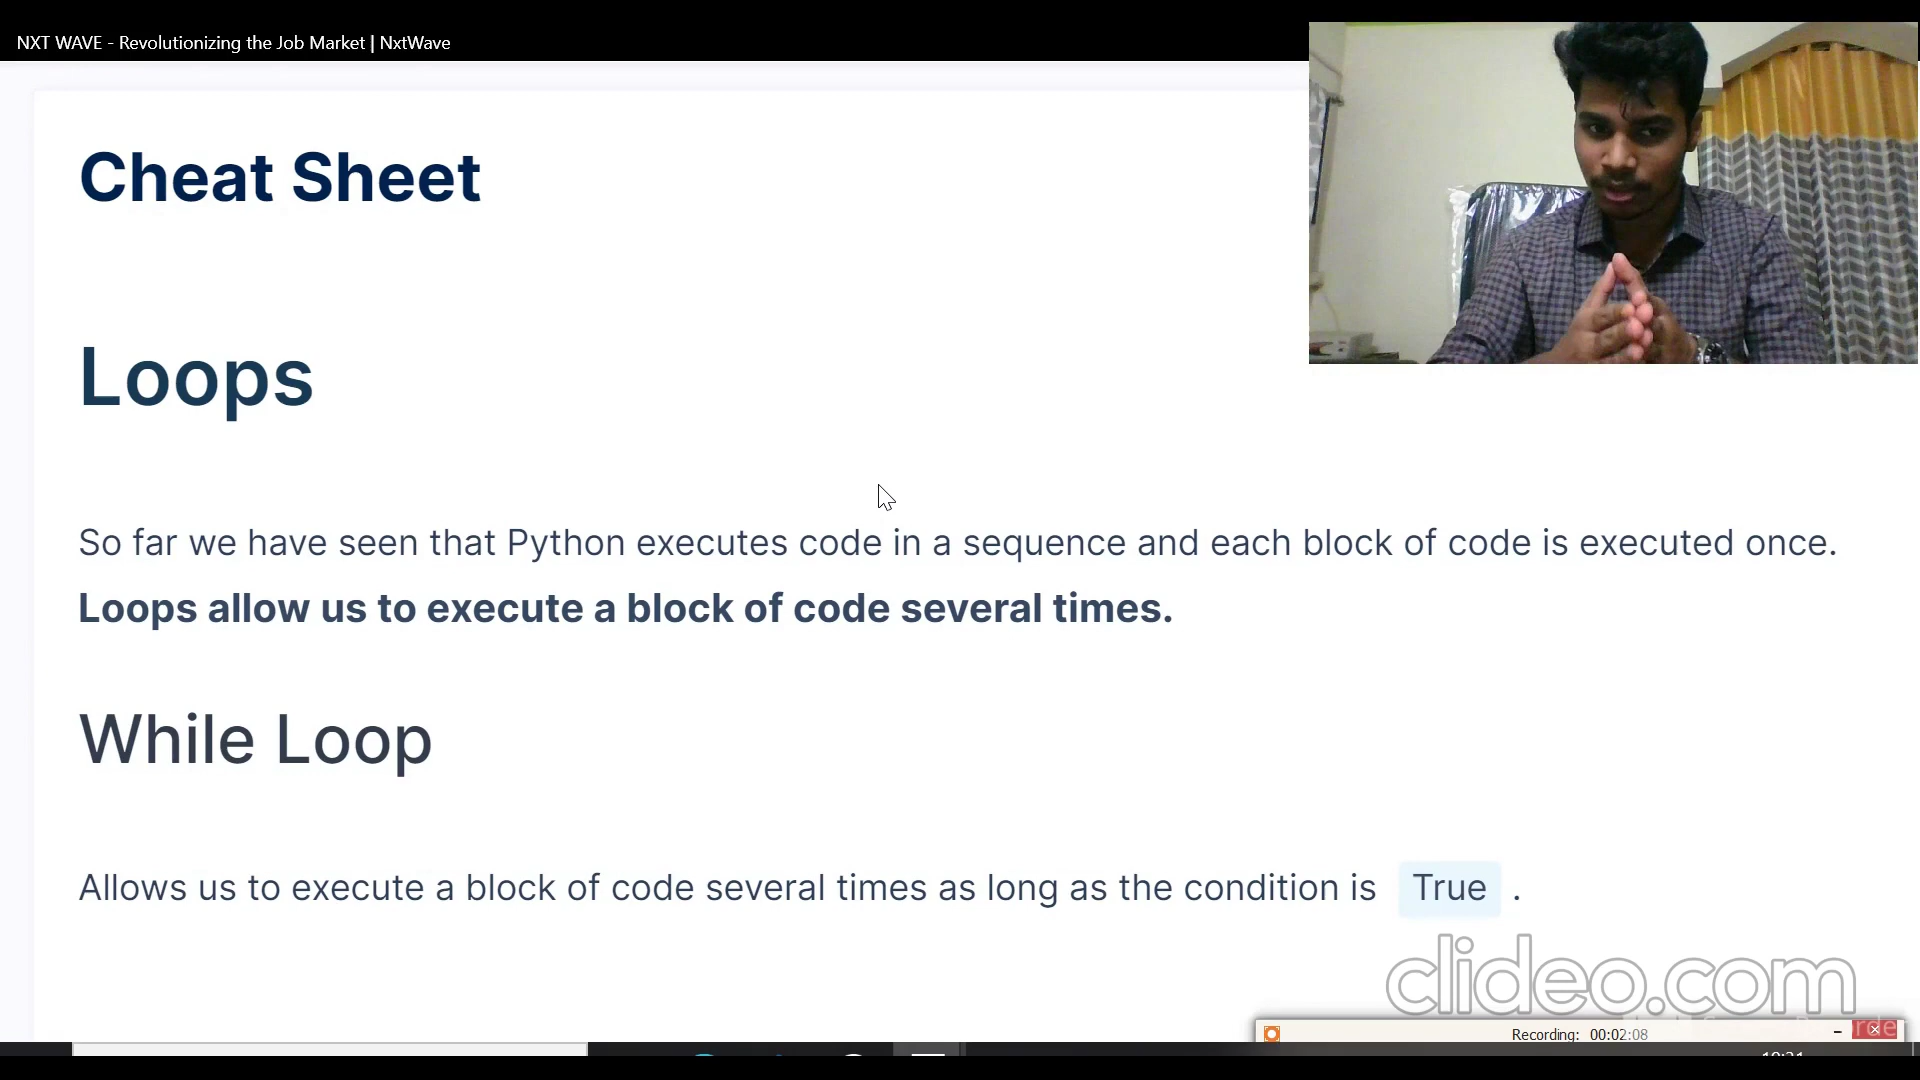 NXT WAVE - Revolutionizing the Job Market | NxtWave
Cheat Sheet
Loops
So far we have seen that Python executes code in a sequence and each block of code is executed once.
Loops allow us to execute a block of code several times.
While Loop
Allows us to execute a block of code several times as long as the condition is True .
clideo.com
Recording: 00:02:08